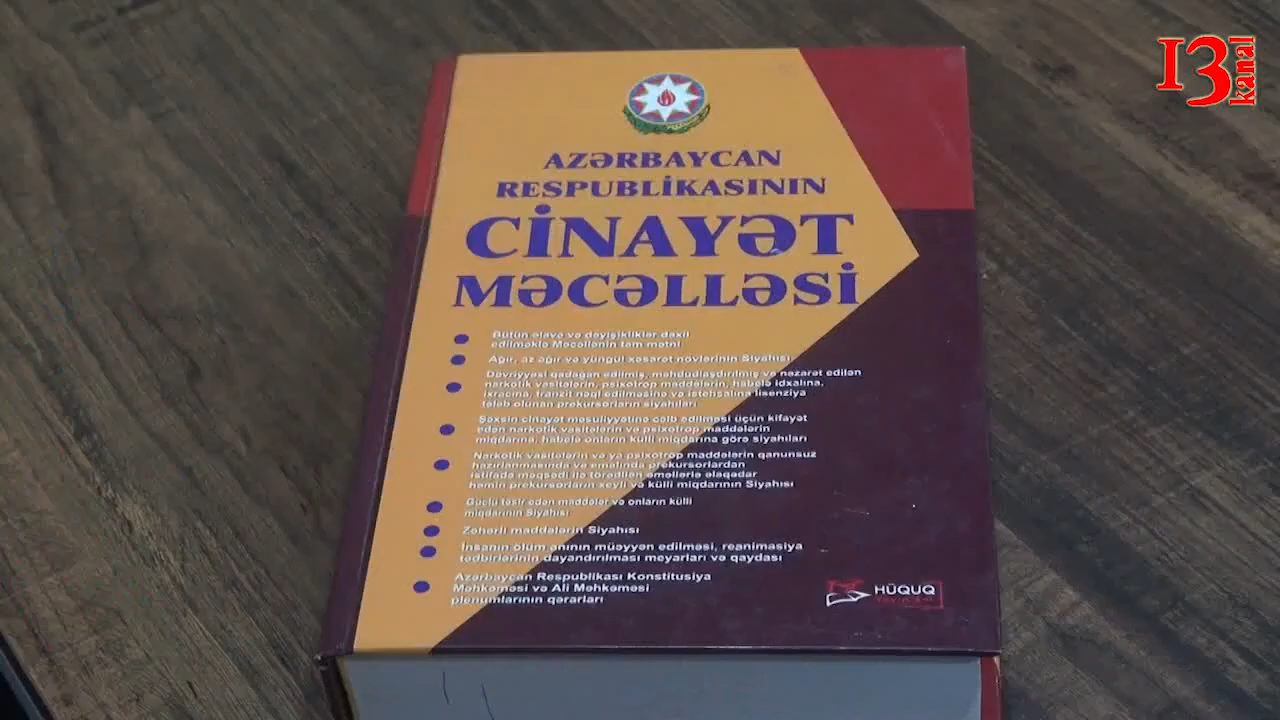 13
kanal
AZƏRBAYCAN
RESPUBLİKASININ
CİNAYƏT
MƏCƏLLƏSİ
Bütün əlavə və dəyişikliklər daxil
edilməklə Məcəllənin tam mətni
Ağır, az ağır və yüngül xəsarət növlərinin Siyahısı
Dövriyyəsi qadağan edilmiş, məhdudlaşdırılmış və nəzarət edilən
narkotik vasitələrin, psixotrop maddələrin, habelə idxalına,
ixracına, tranzit nəql edilməsinə və istehsalına lisenziya
tələb olunan prekursorların siyahıları
Şəxsin cinayət məsuliyyətinə cəlb edilməsi üçün kifayət
edən narkotik vasitələrin və psixotrop maddələrin
miqdarına, habelə onların külli miqdarına görə siyahıları
Narkotik vasitələrin və ya psixotrop maddələrin qanunsuz
hazırlanmasında və emalında prekursorlardan
istifadə məqsədi ilə törədilən əməllərlə əlaqədar
həmin prekursorların xeyli və külli miqdarının Siyahısı
Güclü təsir edən maddələr və onların külli
miqdarının Siyahısı
Zəhərli maddələrin Siyahısı
İnsanın ölüm anının müəyyən edilməsi, reanimasiya
tədbirlərinin dayandırılması meyarları və qaydası
Azərbaycan Respublikası Konstitusiya
Məhkəməsi və Ali Məhkəməsi
plenumlarının qərarları
HÜQUQ